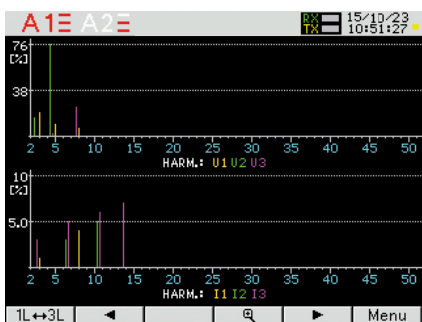 A1Ξ A2Ξ RX TX 15/10/23 10:51:27
76
[%]
38
2 5 10 15 20 25 30 35 40 45 50
HARM.: U1 U2 U3
10
[%]
5.0
2 5 10 15 20 25 30 35 40 45 50
HARM.: I1 I2 I3
1L↔3L ◄ ► Menu